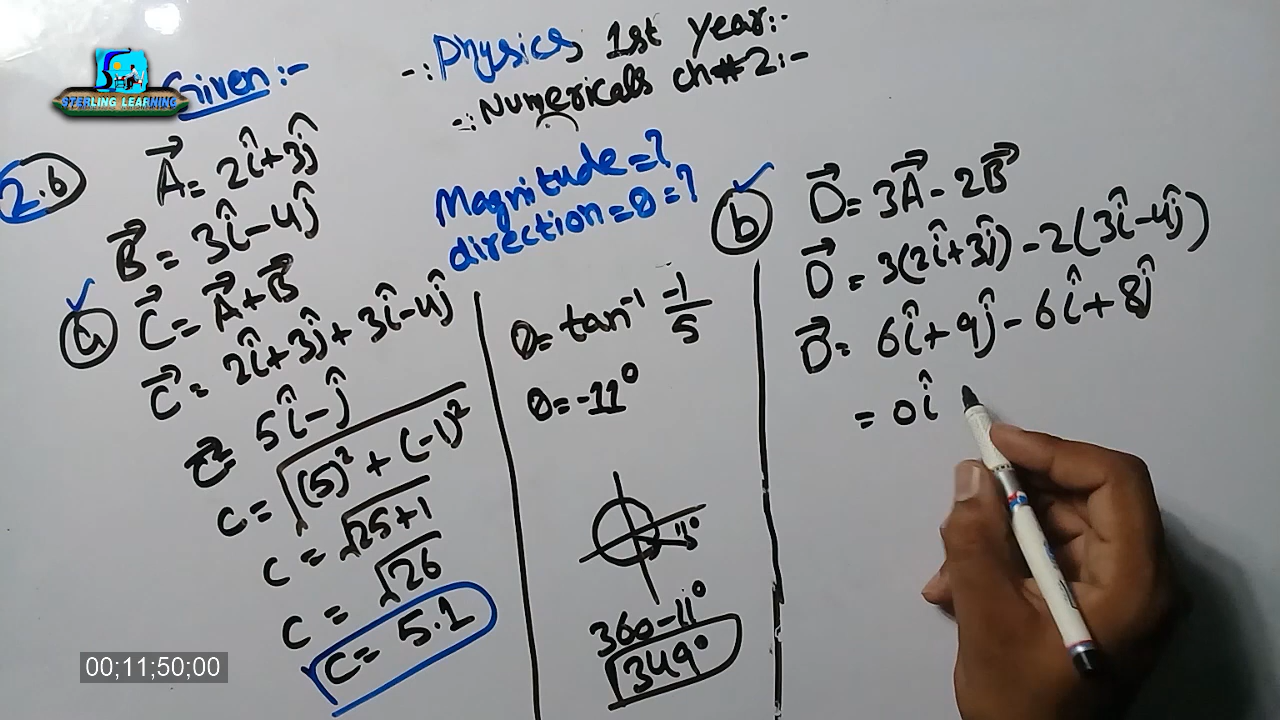 -: Physics 1st year:-
-: Numericals ch#2:-
STERLING LEARNING
Given:-
2.6
A⃗ = 2î+3ĵ
B⃗ = 3î-4ĵ
Magnitude=?
direction=θ=?
a
C⃗ = A⃗+B⃗
C⃗ = 2î+3ĵ+3î-4ĵ
C⃗ 5î-ĵ
C = √(5)²+(-1)²
C = √25+1
C = √26
C = 5.1
θ= tan⁻¹ -1/5
θ=-11°
11°
360-11°
349°
b
D⃗= 3A⃗-2B⃗
D⃗ = 3(2î+3ĵ)-2(3î-4ĵ)
D⃗= 6î+9ĵ-6î+8ĵ
= 0î
00;11;50;00